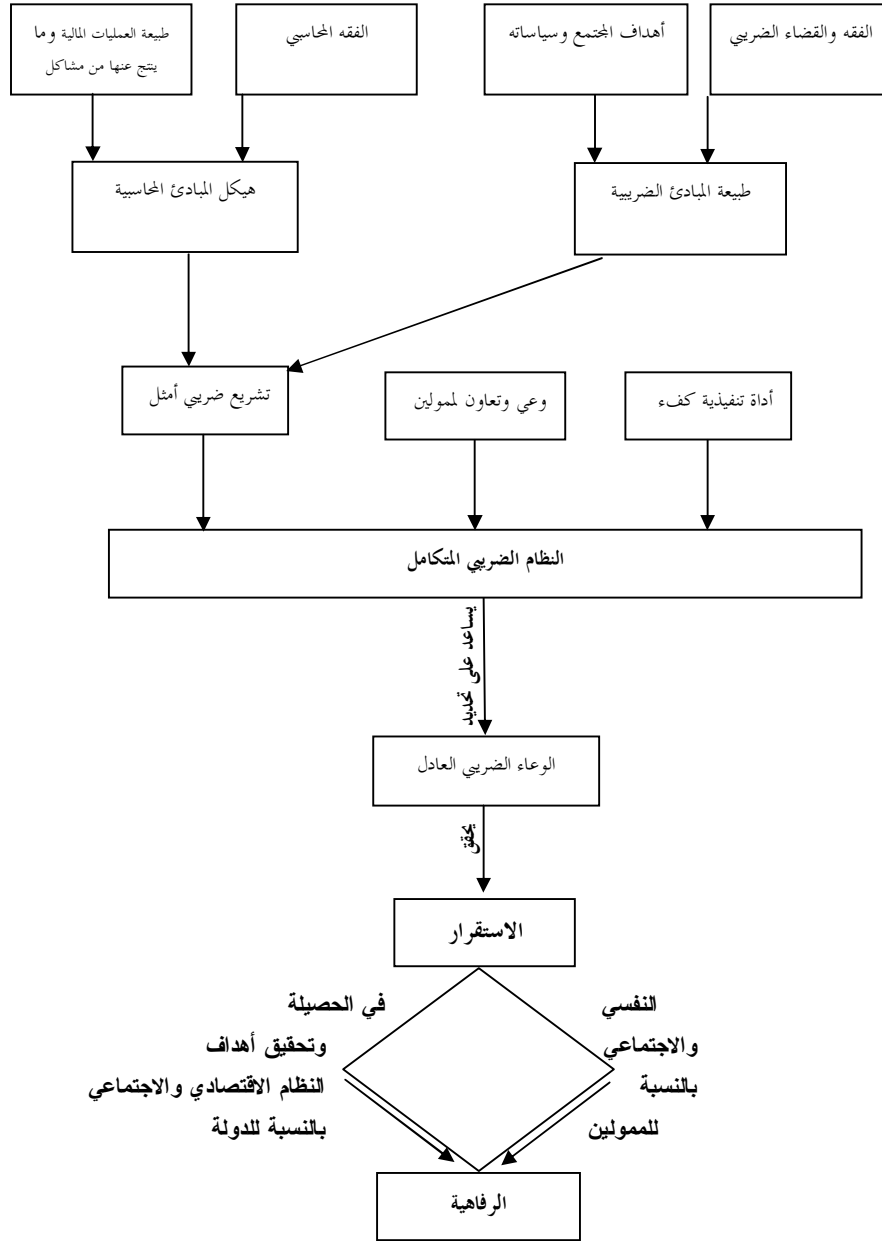 الفقه والقضاء الضريبي
أهداف المجتمع وسياساته
الفقه المحاسبي
طبيعة العمليات المالية وما
ينتج عنها من مشاكل
طبيعة المبادئ الضريبية
هيكل المبادئ المحاسبية
أداة تنفيذية كفء
وعي وتعاون لممولين
تشريع ضريبي أمثل
النظام الضريبي المتكامل
يساعد على تحديد
الوعاء الضريبي العادل
يحقق
الاستقرار
النفسي
والاجتماعي
بالنسبة
للممولين
في الحصيلة
وتحقيق أهداف
النظام الاقتصادي والاجتماعي
بالنسبة للدولة
الرفاهية